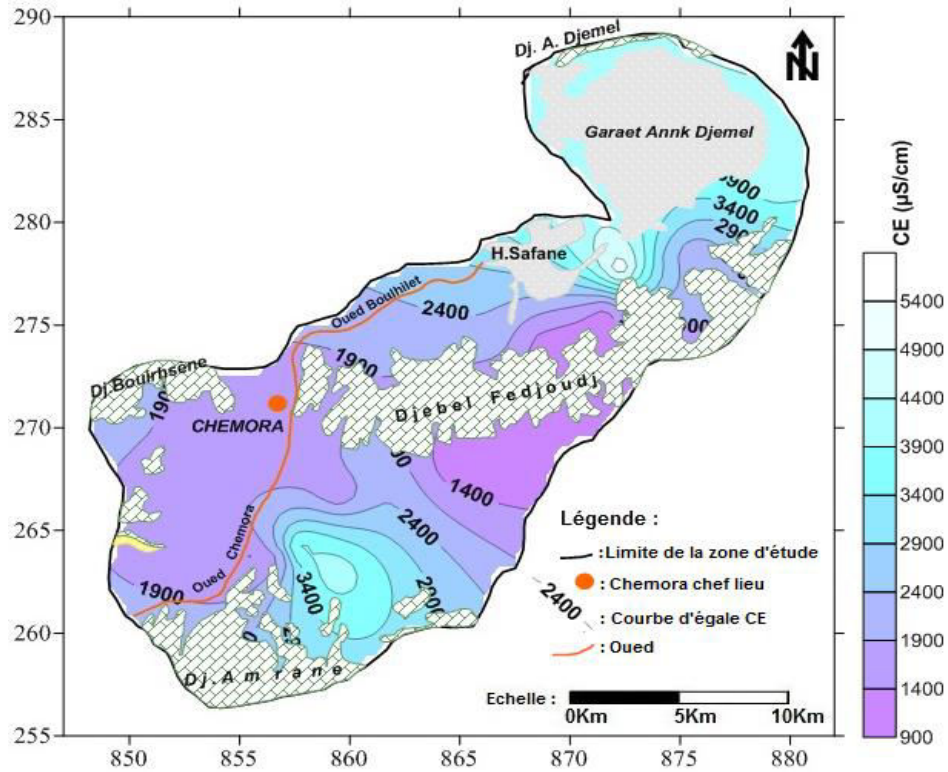 290
285
280
275
270
265
260
255
850
855
860
865
870
875
880
Dj. A. Djemel
N
Garaet Annk Djemel
3400
H.Safane
Oued Boulhilet
2400
1900
Dj.Bouirhsene
CHEMORA
Djebel Fedjoudj
1400
2400
Oued Chemora
1900
3400
Dj. Amrane
Légende :
:Limite de la zone d'étude
:Chemora chef lieu
2400 : Courbe d'égale CE
: Oued
Echelle :
0Km 5Km 10Km
CE (µS/cm)
5400
4900
4400
3900
3400
2900
2400
1900
1400
900